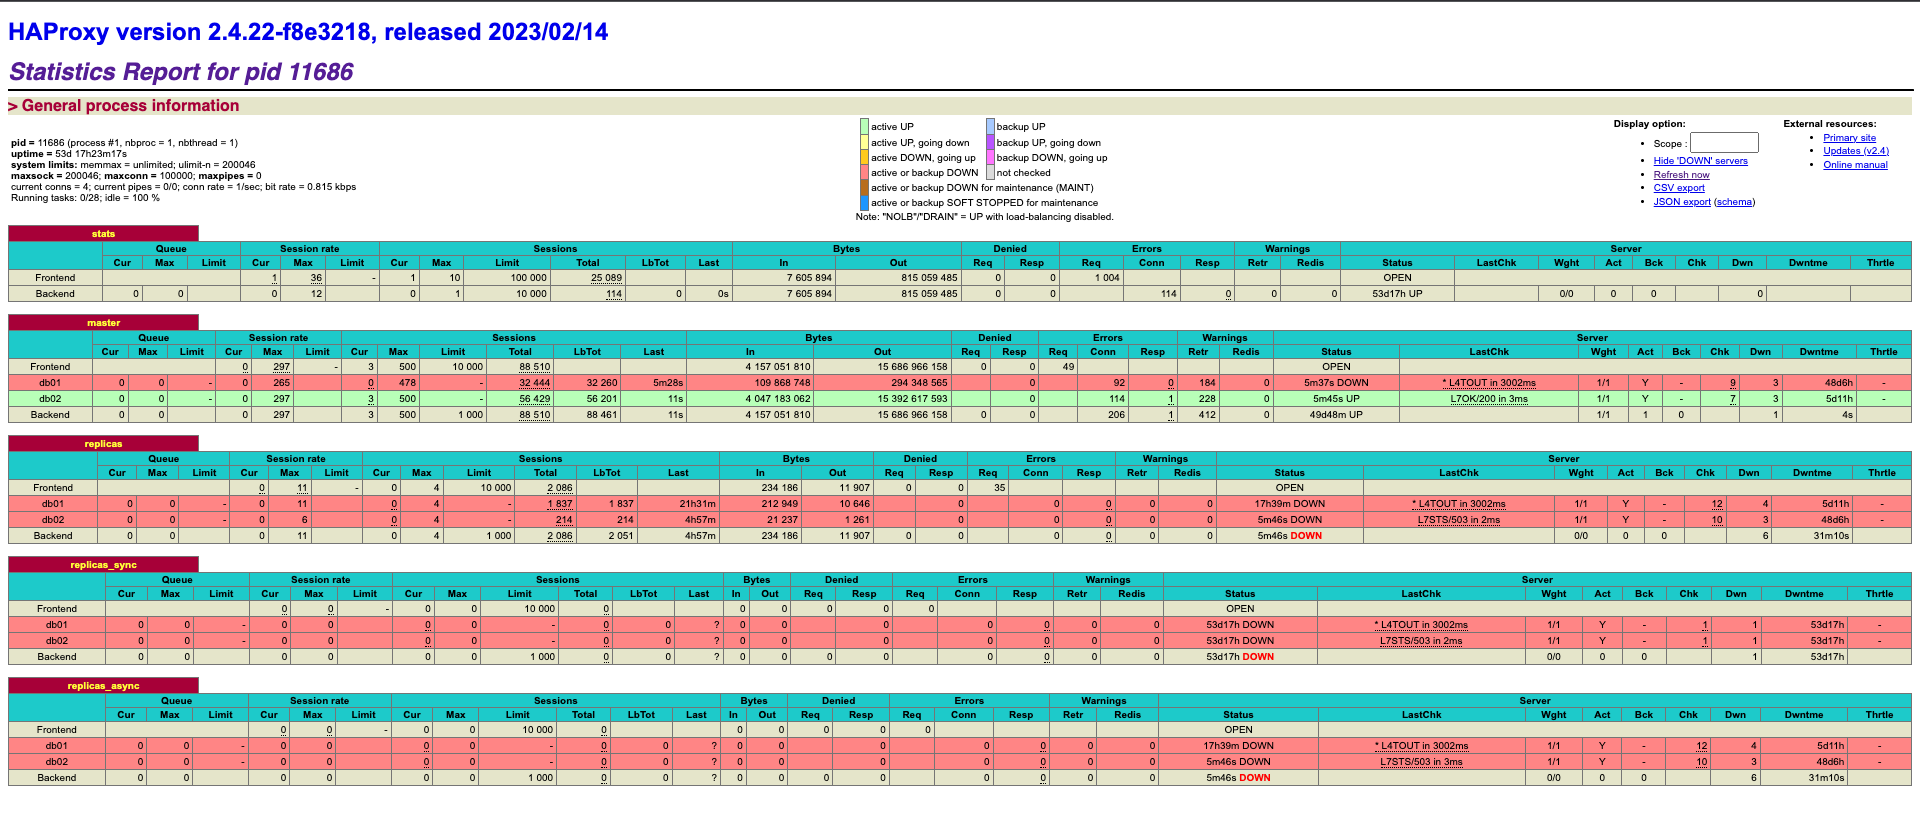 HAProxy version 2.4.22-f8e3218, released 2023/02/14
Statistics Report for pid 11686
> General process information
pid = 11686 (process #1, nbproc = 1, nbthread = 1)
uptime = 53d 17h23m17s
system limits: memmax = unlimited; ulimit-n = 200046
maxsock = 200046; maxconn = 100000; maxpipes = 0
current conns = 4; current pipes = 0/0; conn rate = 1/sec; bit rate = 0.815 kbps
Running tasks: 0/28; idle = 100 %
active UP backup UP
active UP, going down backup UP, going down
active DOWN, going up backup DOWN, going up
active or backup DOWN not checked
active or backup DOWN for maintenance (MAINT)
active or backup SOFT STOPPED for maintenance
Note: "NOLB"/"DRAIN" = UP with load-balancing disabled.
Display option:
• Scope :
• Hide 'DOWN' servers
• Refresh now
• CSV export
• JSON export (schema)
External resources:
• Primary site
• Updates (v2.4)
• Online manual
stats
Queue Session rate Sessions Bytes Denied Errors Warnings Server
Cur Max Limit Cur Max Limit Cur Max Limit Total LbTot Last In Out Req Resp Req Conn Resp Retr Redis Status LastChk Wght Act Bck Chk Dwn Dwntme Thrtle
Frontend 1 36 - 1 10 100 000 25 089 7 605 894 815 059 485 0 0 1 004 OPEN
Backend 0 0 0 12 0 1 10 000 114 0 0s 7 605 894 815 059 485 0 0 114 0 0 0 53d17h UP 0/0 0 0 0
master
Queue Session rate Sessions Bytes Denied Errors Warnings Server
Cur Max Limit Cur Max Limit Cur Max Limit Total LbTot Last In Out Req Resp Req Conn Resp Retr Redis Status LastChk Wght Act Bck Chk Dwn Dwntme Thrtle
Frontend 0 297 - 3 500 10 000 88 510 4 157 051 810 15 686 966 158 0 0 49 OPEN
db01 0 0 - 0 265 0 478 - 32 444 32 260 5m28s 109 868 748 294 348 565 0 92 0 184 0 5m37s DOWN * L4TOUT in 3002ms 1/1 Y - 9 3 48d6h -
db02 0 0 - 0 297 3 500 - 56 429 56 201 11s 4 047 183 062 15 392 617 593 0 114 1 228 0 5m45s UP L7OK/200 in 3ms 1/1 Y - 7 3 5d11h -
Backend 0 0 0 297 3 500 1 000 88 510 88 461 11s 4 157 051 810 15 686 966 158 0 0 206 1 412 0 49d48m UP 1/1 1 0 1 4s
replicas
Queue Session rate Sessions Bytes Denied Errors Warnings Server
Cur Max Limit Cur Max Limit Cur Max Limit Total LbTot Last In Out Req Resp Req Conn Resp Retr Redis Status LastChk Wght Act Bck Chk Dwn Dwntme Thrtle
Frontend 0 11 - 0 4 10 000 2 086 234 186 11 907 0 0 35 OPEN
db01 0 0 - 0 11 0 4 - 1 837 1 837 21h31m 212 949 10 646 0 0 0 0 0 17h39m DOWN * L4TOUT in 3002ms 1/1 Y - 12 4 5d11h -
db02 0 0 - 0 6 0 4 - 214 214 4h57m 21 237 1 261 0 0 0 0 0 5m46s DOWN L7STS/503 in 2ms 1/1 Y - 10 3 48d6h -
Backend 0 0 0 11 0 4 1 000 2 086 2 051 4h57m 234 186 11 907 0 0 0 0 0 0 5m46s DOWN 0/0 0 0 6 31m10s
replicas_sync
Queue Session rate Sessions Bytes Denied Errors Warnings Server
Cur Max Limit Cur Max Limit Cur Max Limit Total LbTot Last In Out Req Resp Req Conn Resp Retr Redis Status LastChk Wght Act Bck Chk Dwn Dwntme Thrtle
Frontend 0 0 - 0 0 10 000 0 0 0 0 0 0 OPEN
db01 0 0 - 0 0 0 0 - 0 0 ? 0 0 0 0 0 0 0 53d17h DOWN * L4TOUT in 3002ms 1/1 Y - 1 1 53d17h -
db02 0 0 - 0 0 0 0 - 0 0 ? 0 0 0 0 0 0 0 53d17h DOWN L7STS/503 in 2ms 1/1 Y - 1 1 53d17h -
Backend 0 0 0 0 0 0 1 000 0 0 ? 0 0 0 0 0 0 0 0 53d17h DOWN 0/0 0 0 1 53d17h
replicas_async
Queue Session rate Sessions Bytes Denied Errors Warnings Server
Cur Max Limit Cur Max Limit Cur Max Limit Total LbTot Last In Out Req Resp Req Conn Resp Retr Redis Status LastChk Wght Act Bck Chk Dwn Dwntme Thrtle
Frontend 0 0 - 0 0 10 000 0 0 0 0 0 0 OPEN
db01 0 0 - 0 0 0 0 - 0 0 ? 0 0 0 0 0 0 0 17h39m DOWN * L4TOUT in 3002ms 1/1 Y - 12 4 5d11h -
db02 0 0 - 0 0 0 0 - 0 0 ? 0 0 0 0 0 0 0 5m46s DOWN L7STS/503 in 3ms 1/1 Y - 10 3 48d6h -
Backend 0 0 0 0 0 0 1 000 0 0 ? 0 0 0 0 0 0 0 0 5m46s DOWN 0/0 0 0 6 31m10s